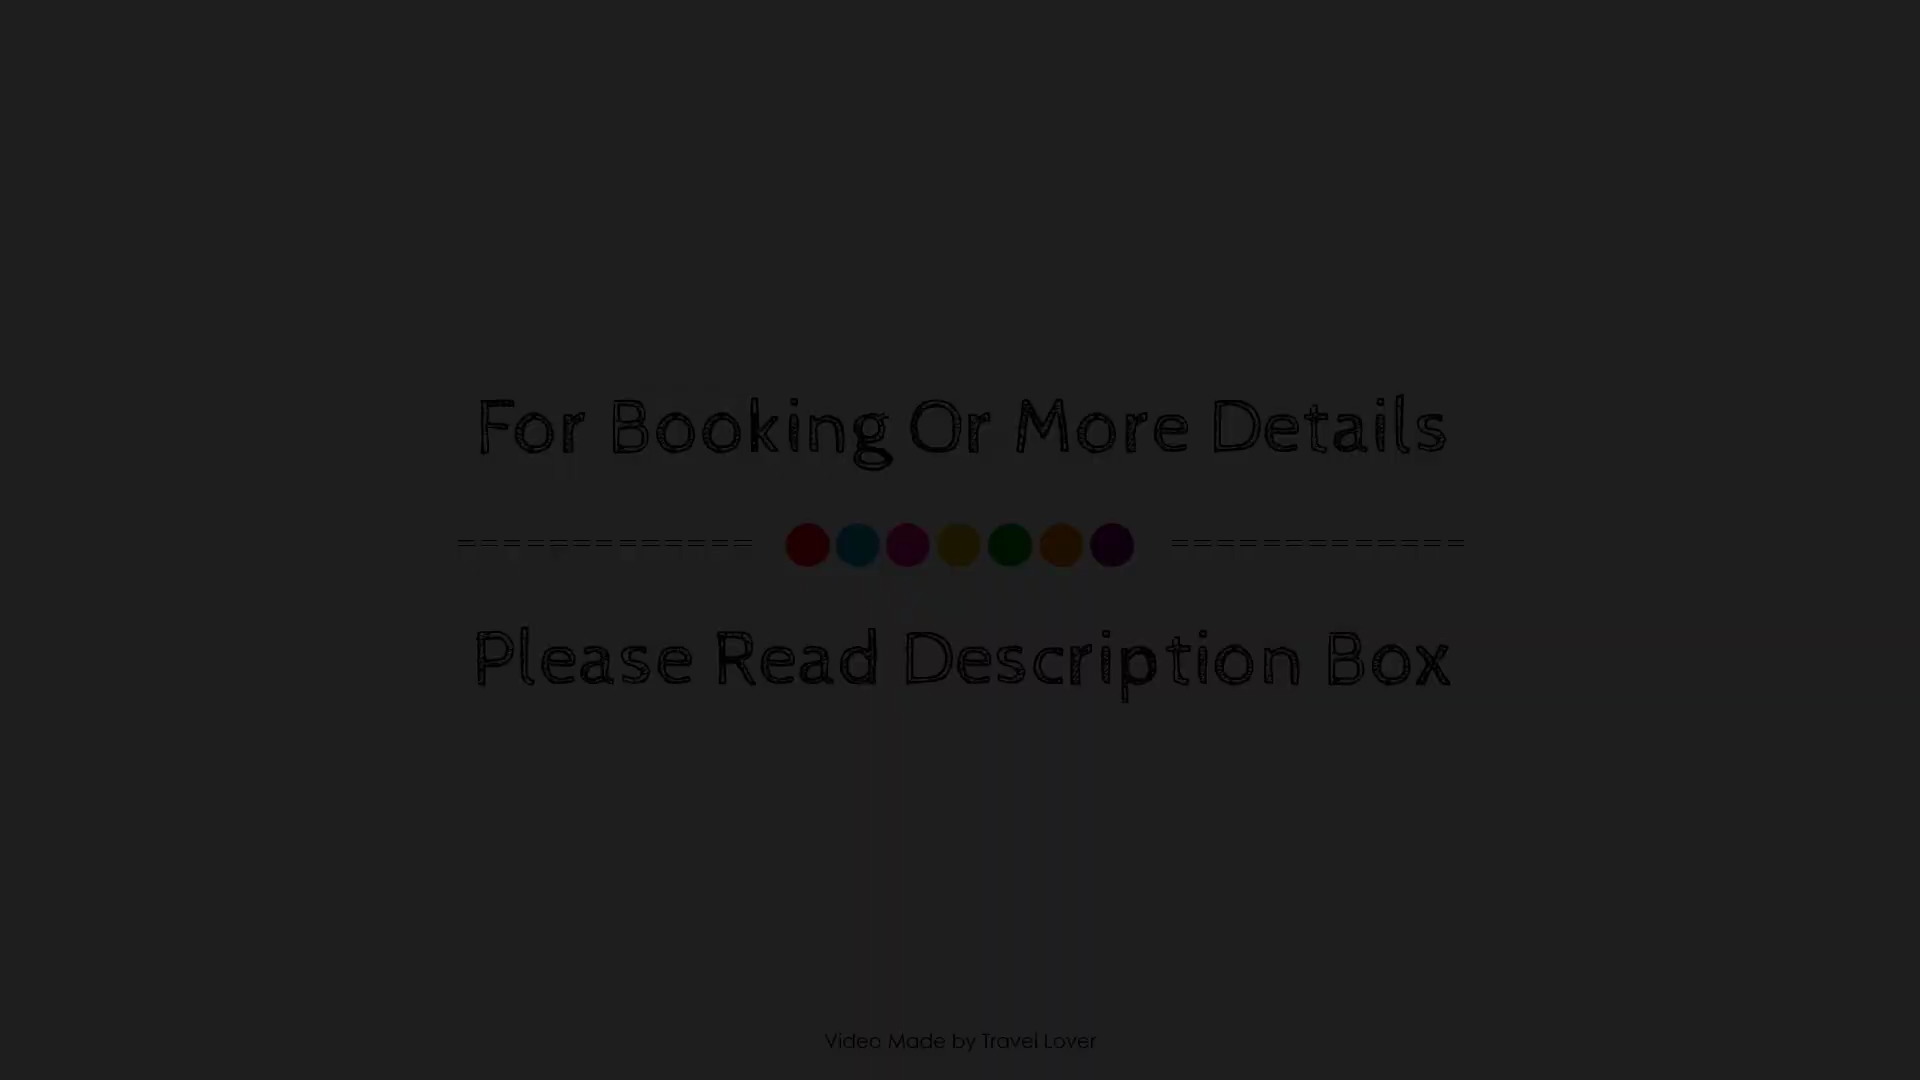 For Booking Or More Details
============= =============
Please Read Description Box
Video Made by Travel Lover